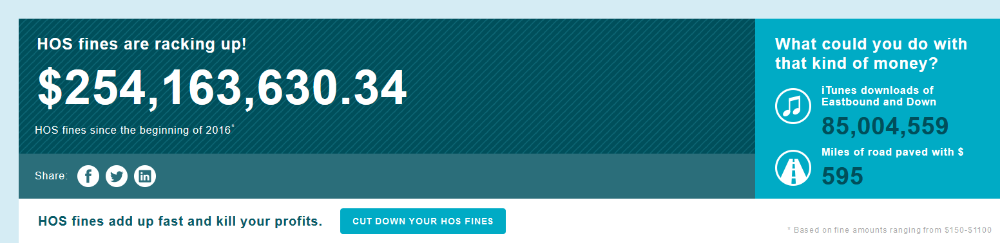 HOS fines are racking up!
$254,163,630.34
HOS fines since the beginning of 2016*
Share:
What could you do with
that kind of money?
iTunes downloads of
Eastbound and Down
85,004,559
Miles of road paved with $
595
HOS fines add up fast and kill your profits.
CUT DOWN YOUR HOS FINES
* Based on fine amounts ranging from $150-$1100